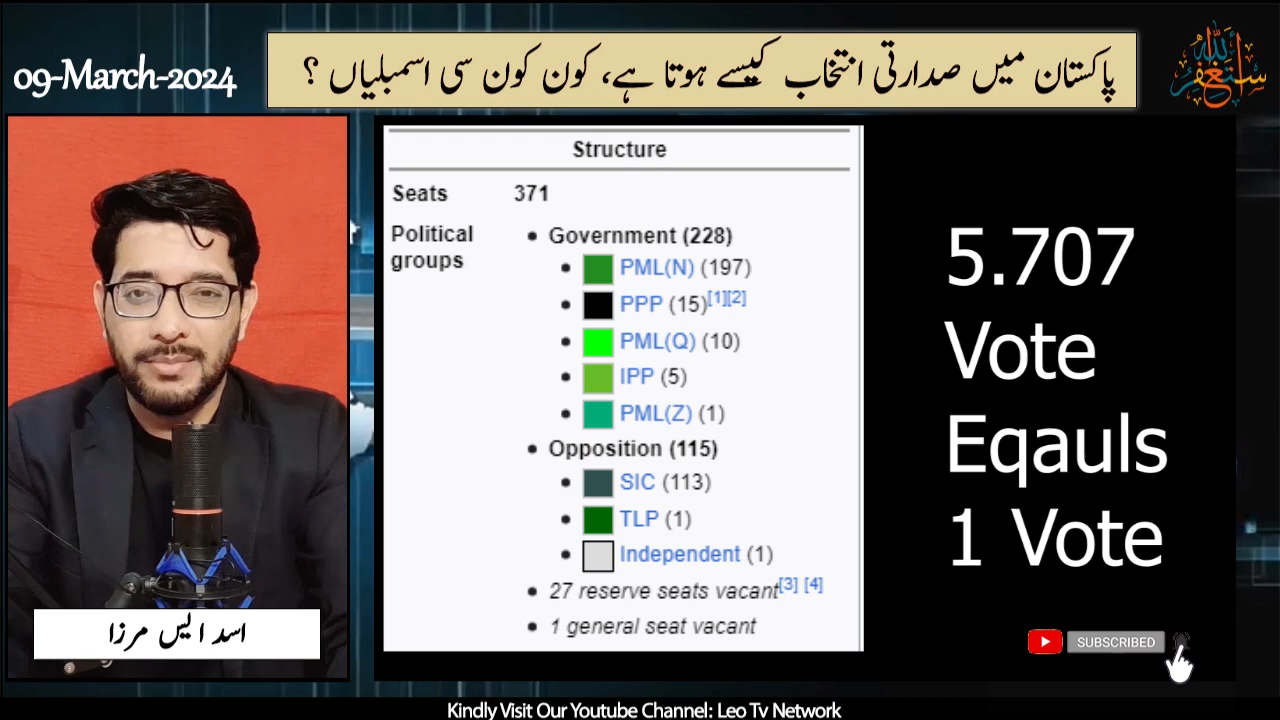 09-March-2024
پاکستان میں صدارتی انتخاب کیسے ہوتا ہے، کون کون سی اسمبلیاں ؟
Structure
Seats 371
Political groups
Government (228)
PML(N) (197)
PPP (15)[1][2]
PML(Q) (10)
IPP (5)
PML(Z) (1)
Opposition (115)
SIC (113)
TLP (1)
Independent (1)
27 reserve seats vacant[3] [4]
1 general seat vacant
5.707
Vote
Eqauls
1 Vote
SUBSCRIBED
اسد ایس مرزا
Kindly Visit Our Youtube Channel: Leo Tv Network